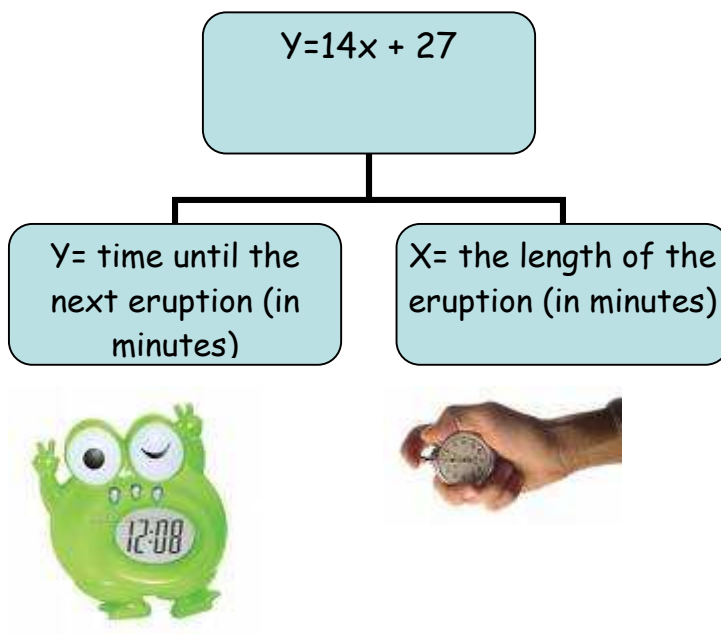 Y=14x + 27
Y= time until the
next eruption (in
minutes)
X= the length of the
eruption (in minutes)
12:08